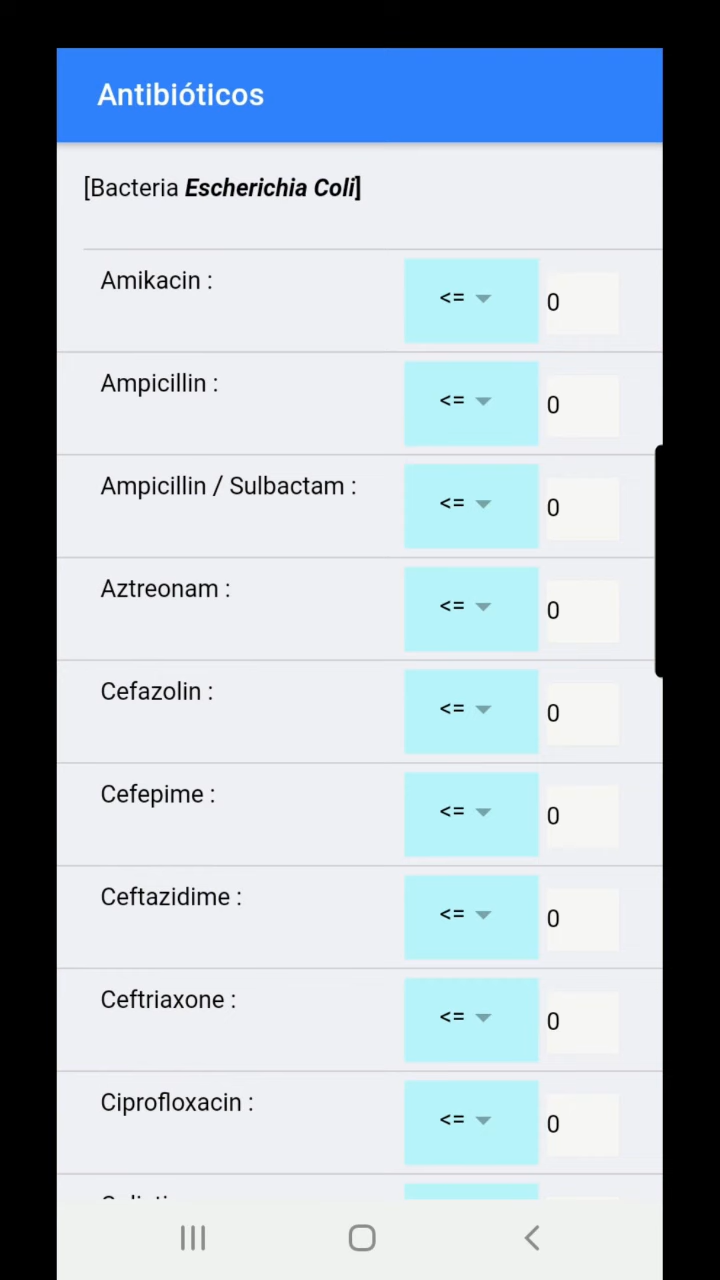 Antibióticos
[Bacteria Escherichia Coli]
Amikacin : <= 0
Ampicillin : <= 0
Ampicillin / Sulbactam : <= 0
Aztreonam : <= 0
Cefazolin : <= 0
Cefepime : <= 0
Ceftazidime : <= 0
Ceftriaxone : <= 0
Ciprofloxacin : <= 0